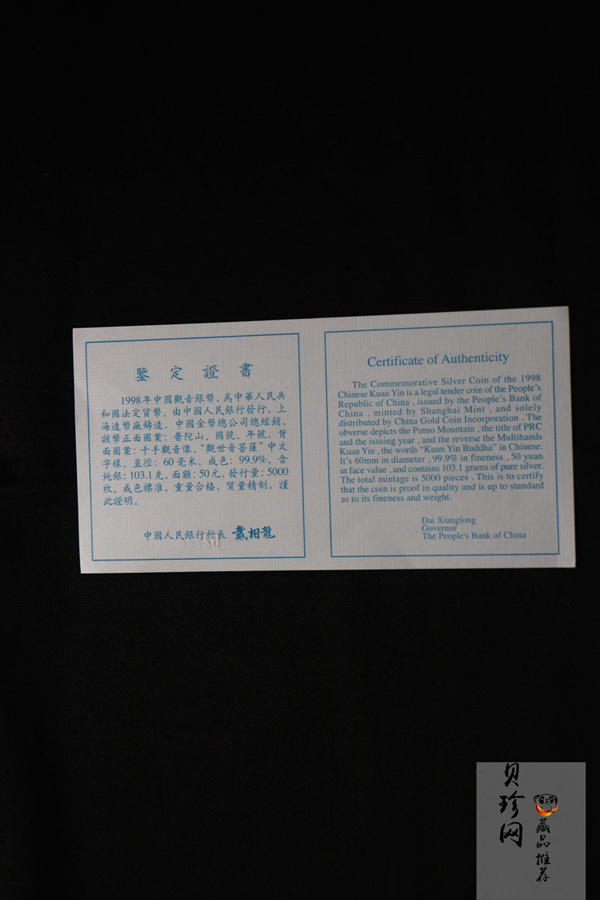 鑒定證書
1998年中國觀音銀幣，爲中華人民共
和國法定貨幣。由中國人民銀行發行，上
海造幣廠鑄造，中國金幣總公司總經銷，
該幣正面圖案：普陀山、國號、年號，背
面圖案：千手觀音像、“觀世音菩薩”中文
字樣。直徑：60毫米，成色：99.9%，含
純銀：103.1克，面額：50元，發行量：5000
枚。成色標準、重量合格，質量精制，謹
此證明。
中國人民銀行行長 戴相龍
Certificate of Authenticity
The Commemorative Silver Coin of the 1998
Chinese Kuan Yin is a legal tender coin of the People's
Republic of China , issued by the People's Bank of
China , minted by Shanghai Mint , and solely
distributed by China Gold Coin Incorporation . The
obverse depicts the Putuo Mountain , the title of PRC
and the issuing year , and the reverse the Multihands
Kuan Yin , the words “Kuan Yin Buddha” in Chinese.
It's 60mm in diameter , 99.9% in fineness , 50 yuan
in face value , and contains 103.1 grams of pure silver.
The total mintage is 5000 pieces . This is to certify
that the coin is proof in quality and is up to standard
as to its fineness and weight.
Dai Xianglong
Governor
The People's Bank of China
贝珍网
藏品推荐